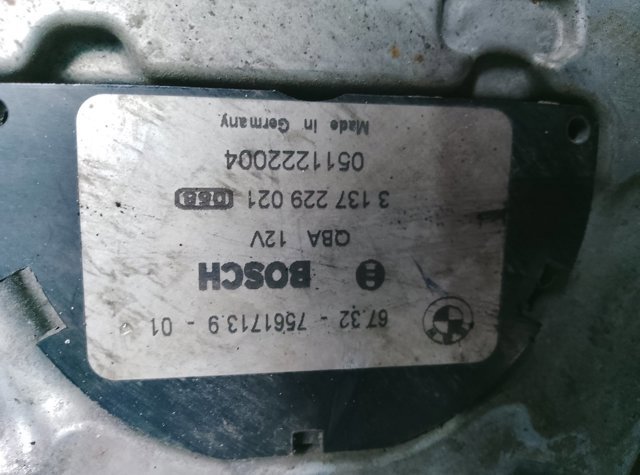 67.32 - 7561713.9 - 01
BOSCH
QBA 12V
3 137 229 021
0511222004
Made in Germany